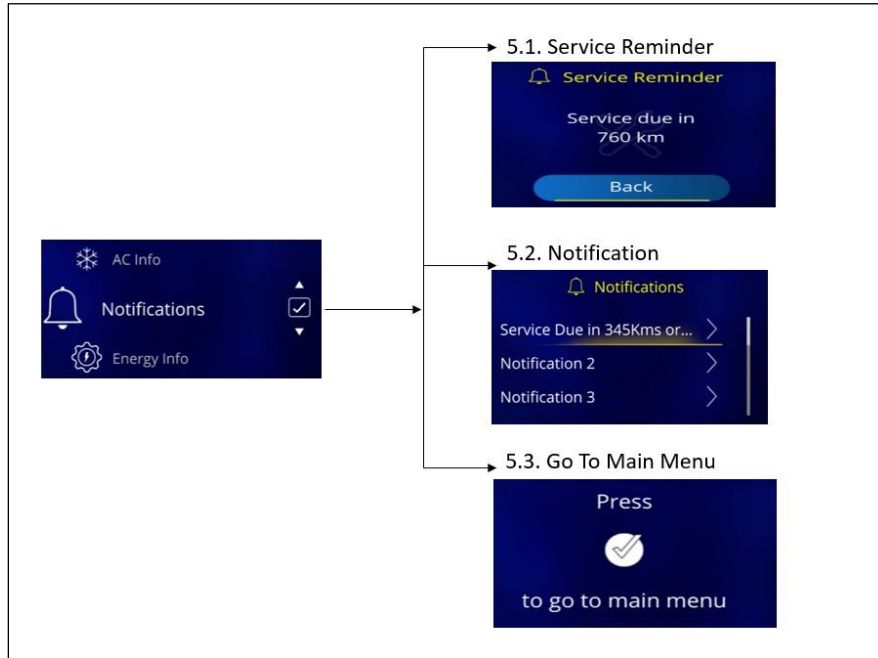 5.1. Service Reminder
Service Reminder
Service due in
760 km
Back
AC Info
Notifications
Energy Info
5.2. Notification
Notifications
Service Due in 345Kms or...
Notification 2
Notification 3
5.3. Go To Main Menu
Press
to go to main menu